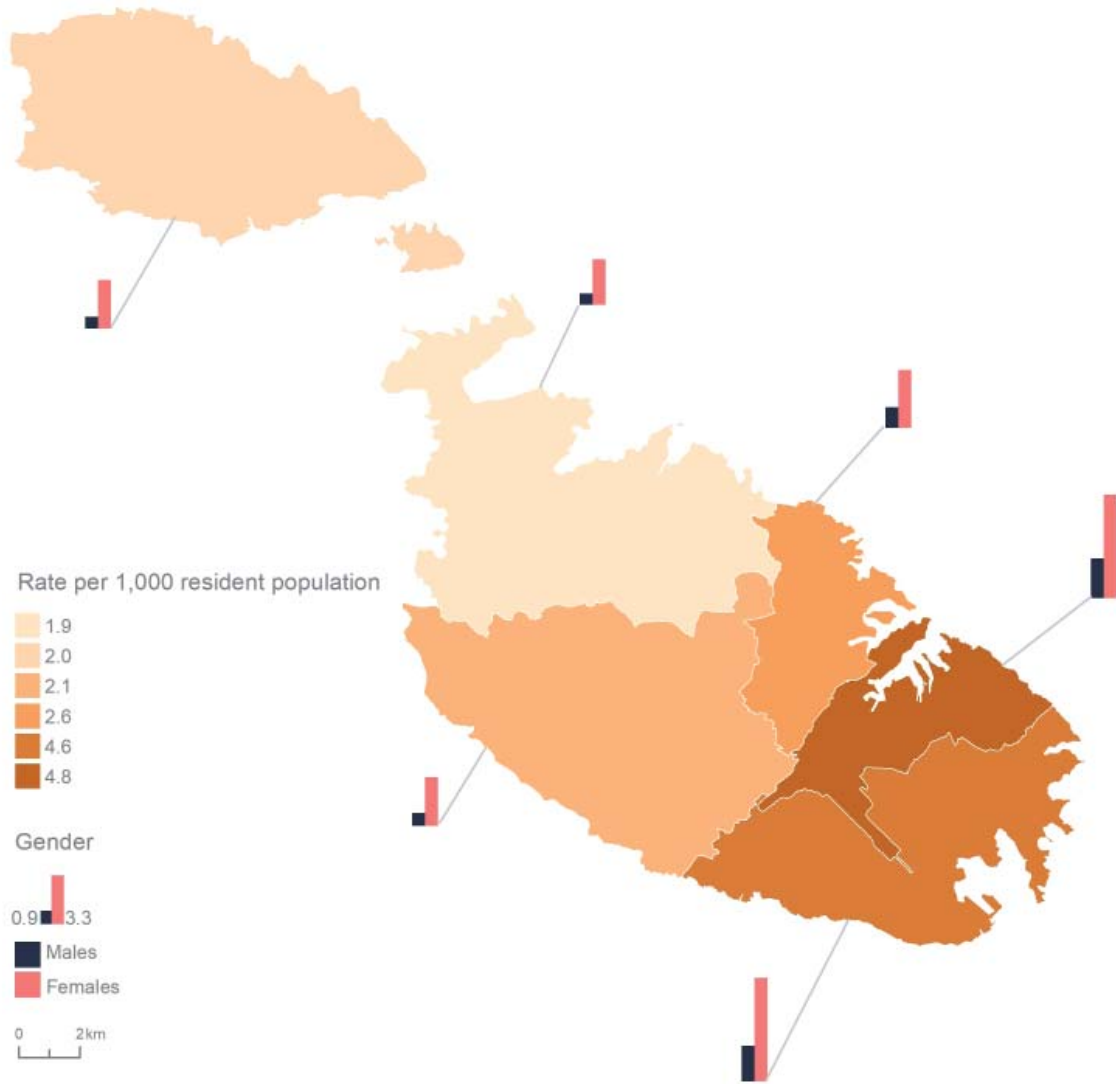 Rate per 1,000 resident population
1.9
2.0
2.1
2.6
4.6
4.8
Gender
0.9 3.3
Males
Females
0 2km